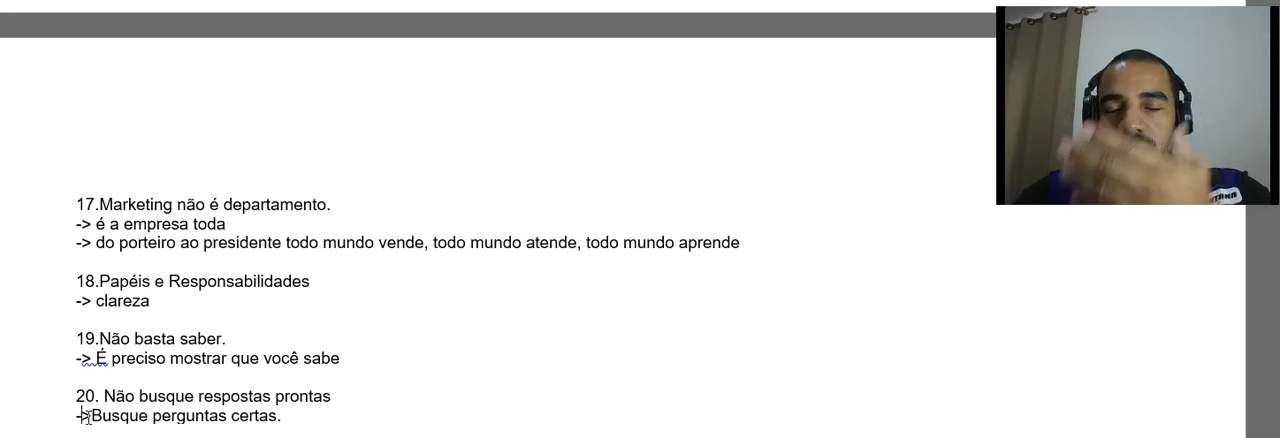 17.Marketing não é departamento.
-> é a empresa toda
-> do porteiro ao presidente todo mundo vende, todo mundo atende, todo mundo aprende
18.Papéis e Responsabilidades
-> clareza
19.Não basta saber.
-> É preciso mostrar que você sabe
20. Não busque respostas prontas
->Busque perguntas certas.